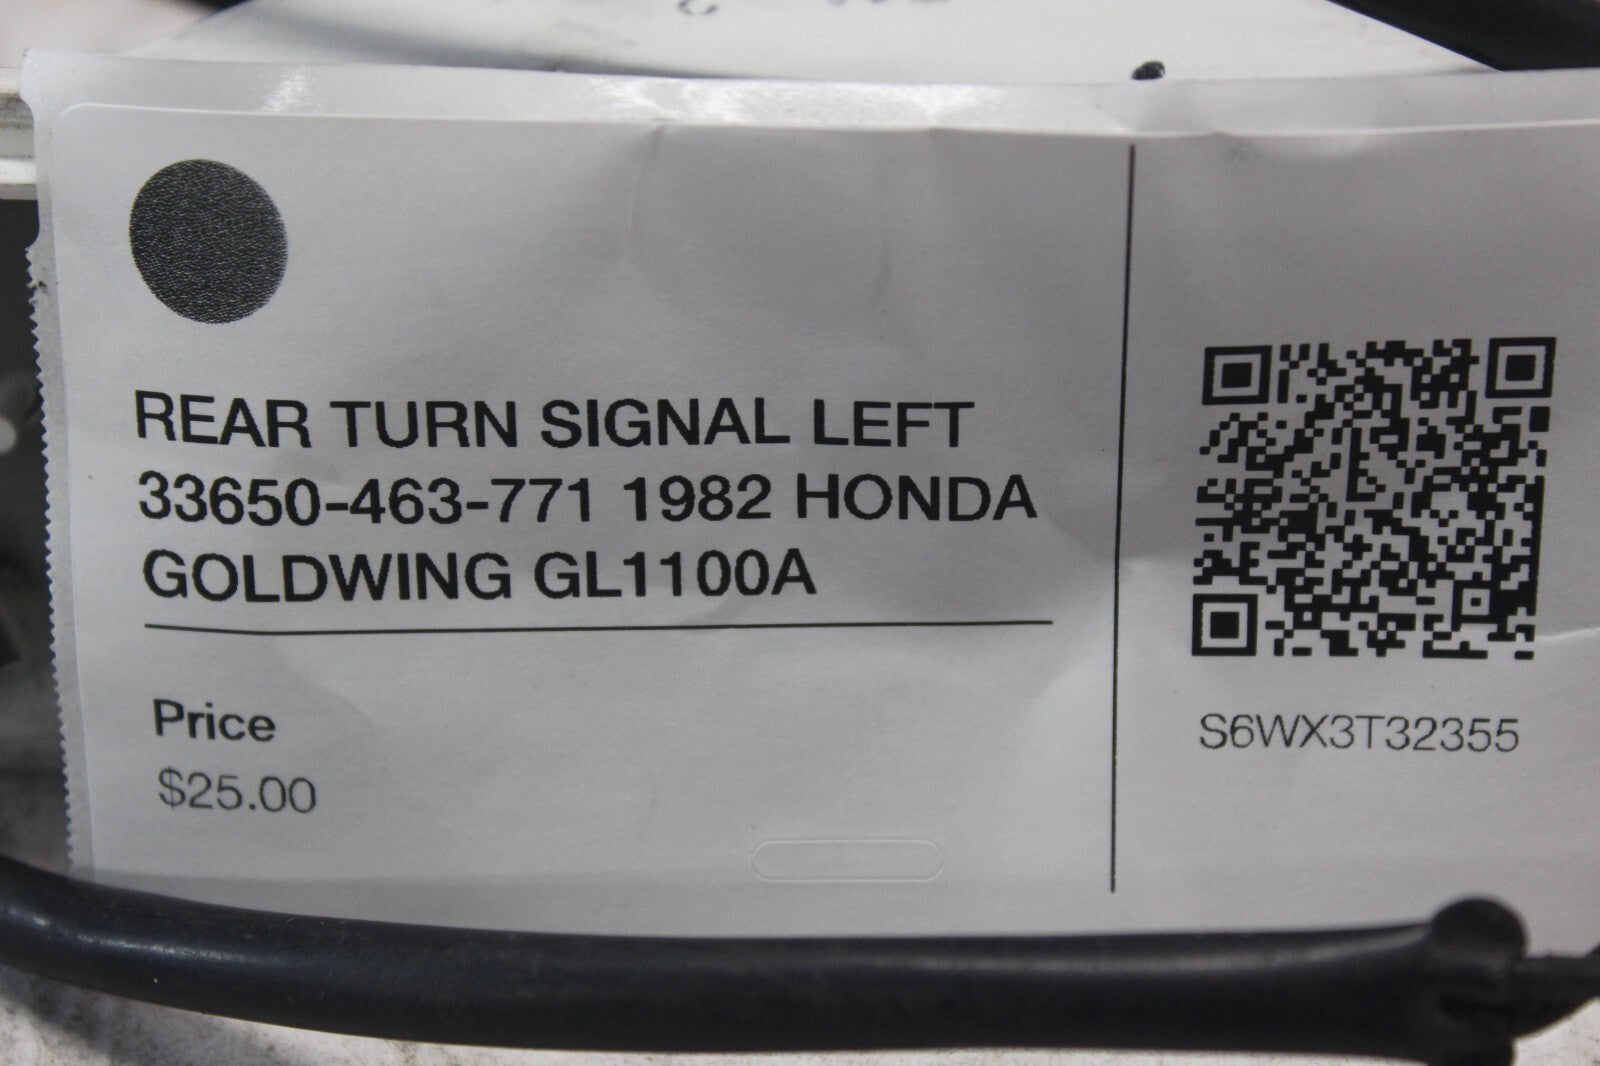 REAR TURN SIGNAL LEFT
33650-463-771 1982 HONDA
GOLDWING GL1100A
Price
$25.00
S6WX3T32355